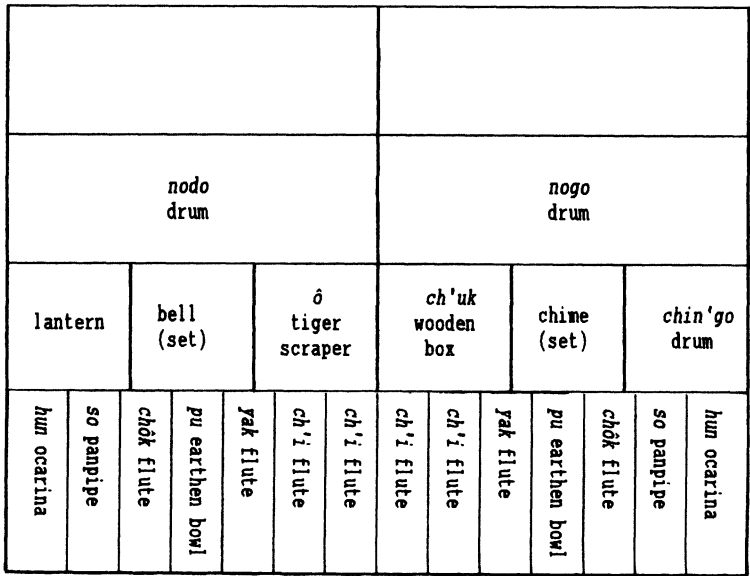 nodo
drum
nogo
drum
lantern
bell
(set)
ô
tiger
scraper
ch'uk
wooden
box
chime
(set)
chin'go
drum
hun ocarina
so panpipe
chôk flute
pu earthen bowl
yak flute
ch'i flute
ch'i flute
ch'i flute
ch'i flute
yak flute
pu earthen bowl
chôk flute
so panpipe
hun ocarina